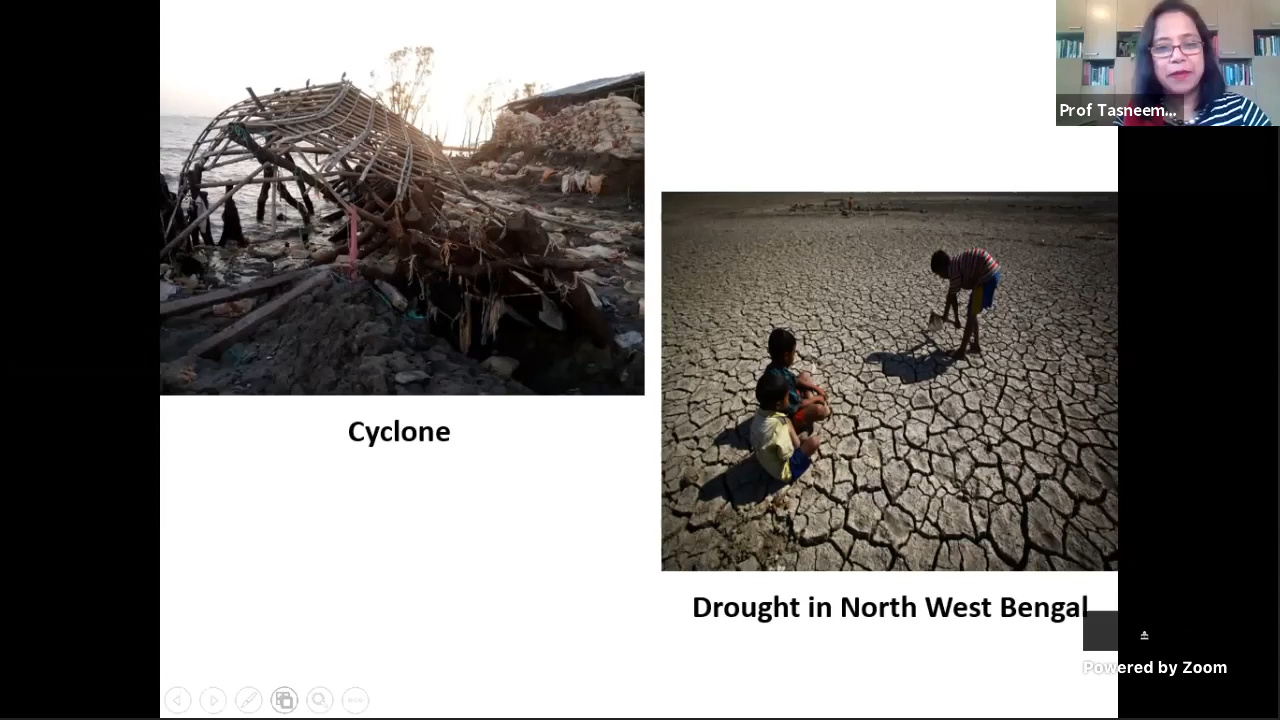 Prof Tasneem...
Cyclone
Drought in North West Bengal
Powered by Zoom